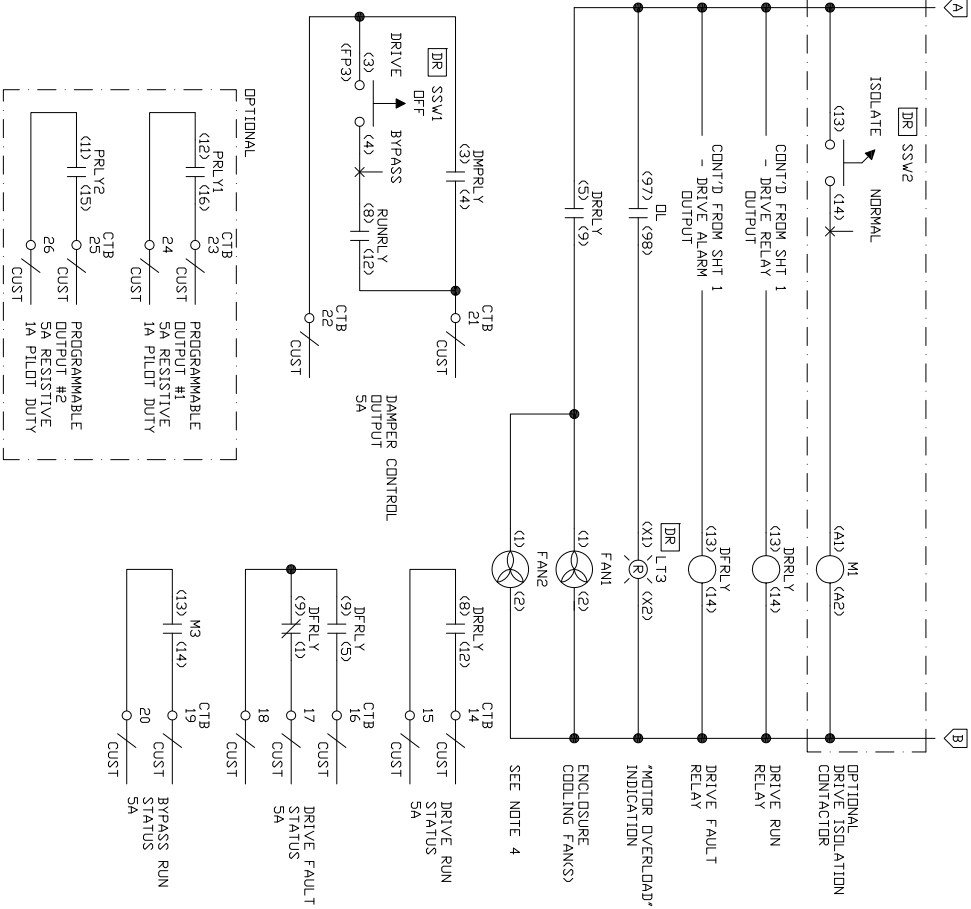 A
B
DR SSW2
ISOLATE NORMAL
(13) (14)
(A1) M1 (A2)
OPTIONAL
DRIVE ISOLATION
CONTACTOR
CONT'D FROM SHT 1
- DRIVE RELAY
OUTPUT
DRRLY
(13) (14)
DRIVE RUN
RELAY
CONT'D FROM SHT 1
- DRIVE ALARM
OUTPUT
DFRLY
(13) (14)
DRIVE FAULT
RELAY
OL
(97) (98)
DR
LT3
(X1) R (X2)
"MOTOR OVERLOAD"
INDICATION
DRRLY
(5) (9)
FAN1
(1) (2)
ENCLOSURE
COOLING FAN(S)
FAN2
(1) (2)
SEE NOTE 4
DMPRLY
(3) (4)
DR SSW1
OFF
DRIVE BYPASS
(3) (4)
(FP3)
RUNRLY
(8) (12)
CTB
21
CUST
22
CUST
DAMPER CONTROL
OUTPUT
5A
DRRLY
(8) (12)
CTB
14
CUST
15
CUST
DRIVE RUN
STATUS
5A
DFRLY
(9) (5)
CTB
16
CUST
DFRLY
(9) (1)
17
CUST
18
CUST
DRIVE FAULT
STATUS
5A
M3
(13) (14)
CTB
19
CUST
20
CUST
BYPASS RUN
STATUS
5A
OPTIONAL
PRLY1
(12) (16)
CTB
23
CUST
24
CUST
PROGRAMMABLE
OUTPUT #1
5A RESISTIVE
1A PILOT DUTY
PRLY2
(11) (15)
CTB
25
CUST
26
CUST
PROGRAMMABLE
OUTPUT #2
5A RESISTIVE
1A PILOT DUTY